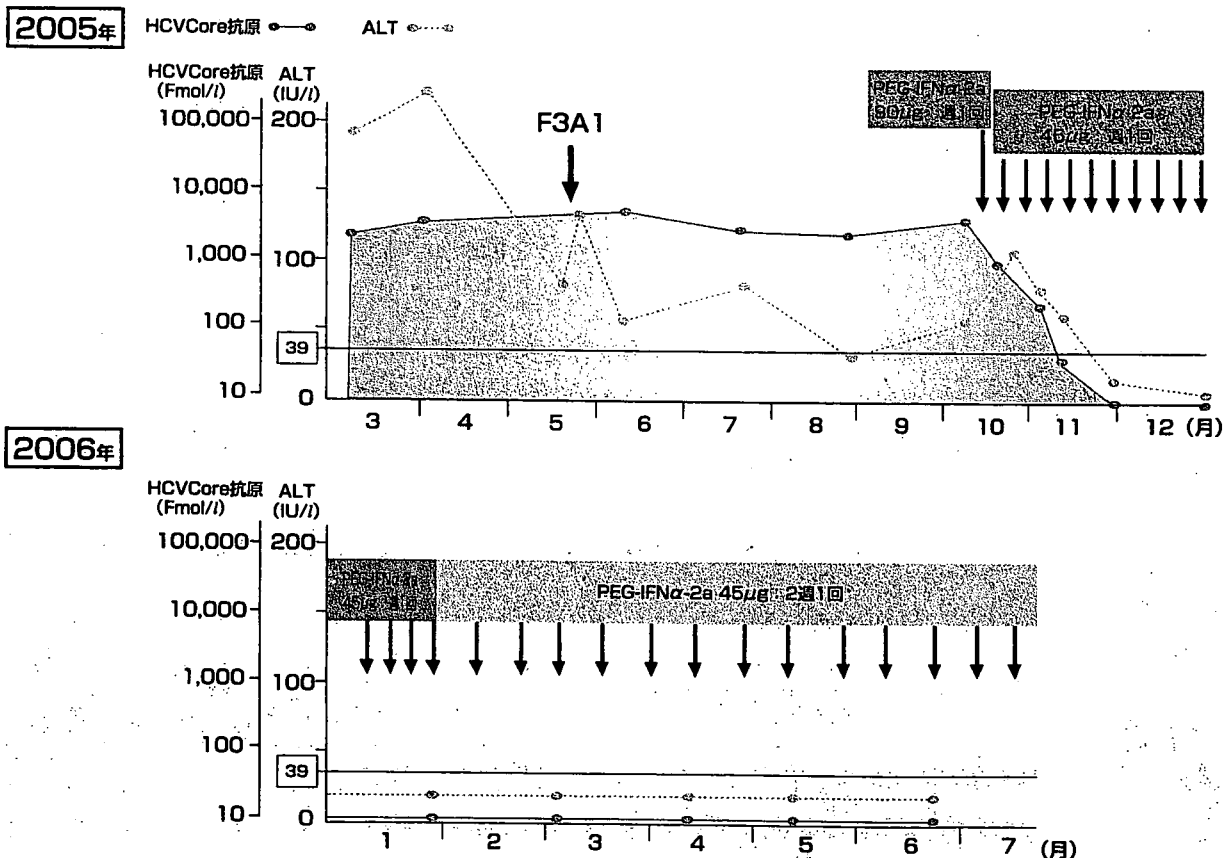 2005年 HCVCore抗原 ALT
HCVCore抗原 ALT
(Fmol/l) (IU/l)
100,000 200
10,000
1,000 100
100
39
10 0
F3A1
PEG-IFNα-2a
90μg 週1回
PEG-IFNα-2a
45μg 週1回
3 4 5 6 7 8 9 10 11 12 (月)
2006年
HCVCore抗原 ALT
(Fmol/l) (IU/l)
100,000 200
10,000
1,000 100
100
39
10 0
PEG-IFNα-2a
45μg 週1回
PEG-IFNα-2a 45μg 2週1回
1 2 3 4 5 6 7 (月)